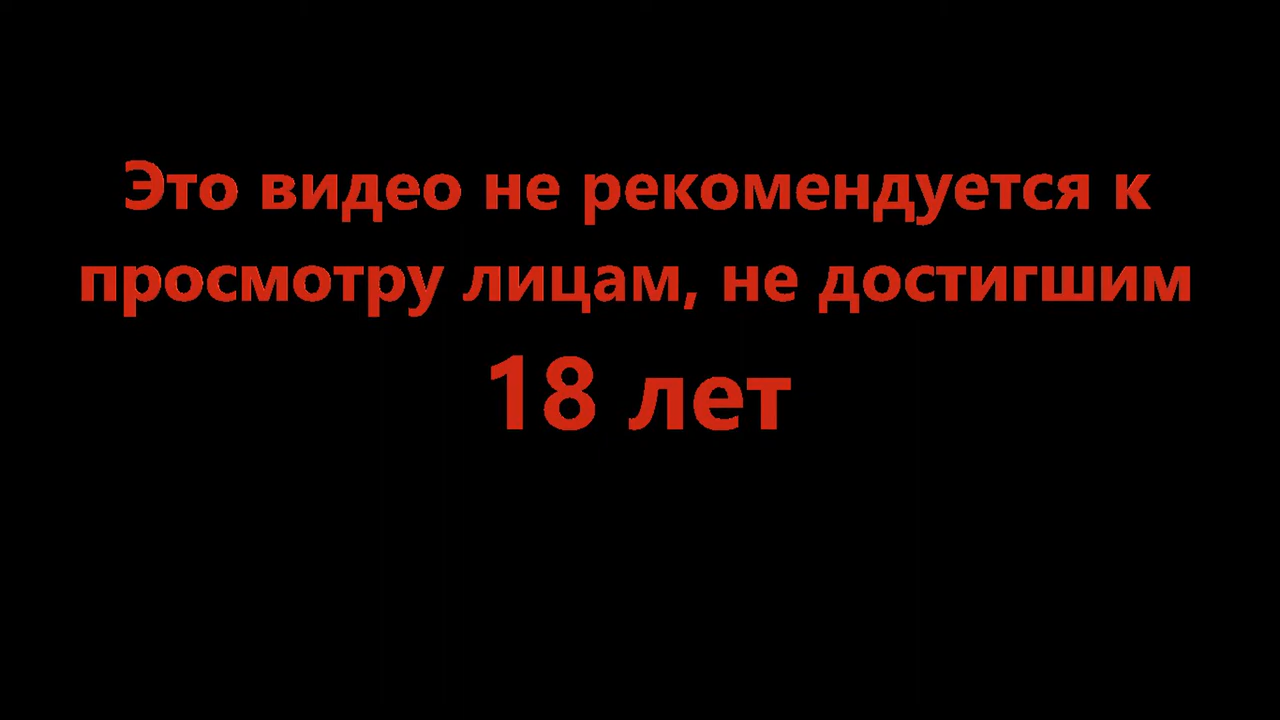 Это видео не рекомендуется к
просмотру лицам, не достигшим
18 лет